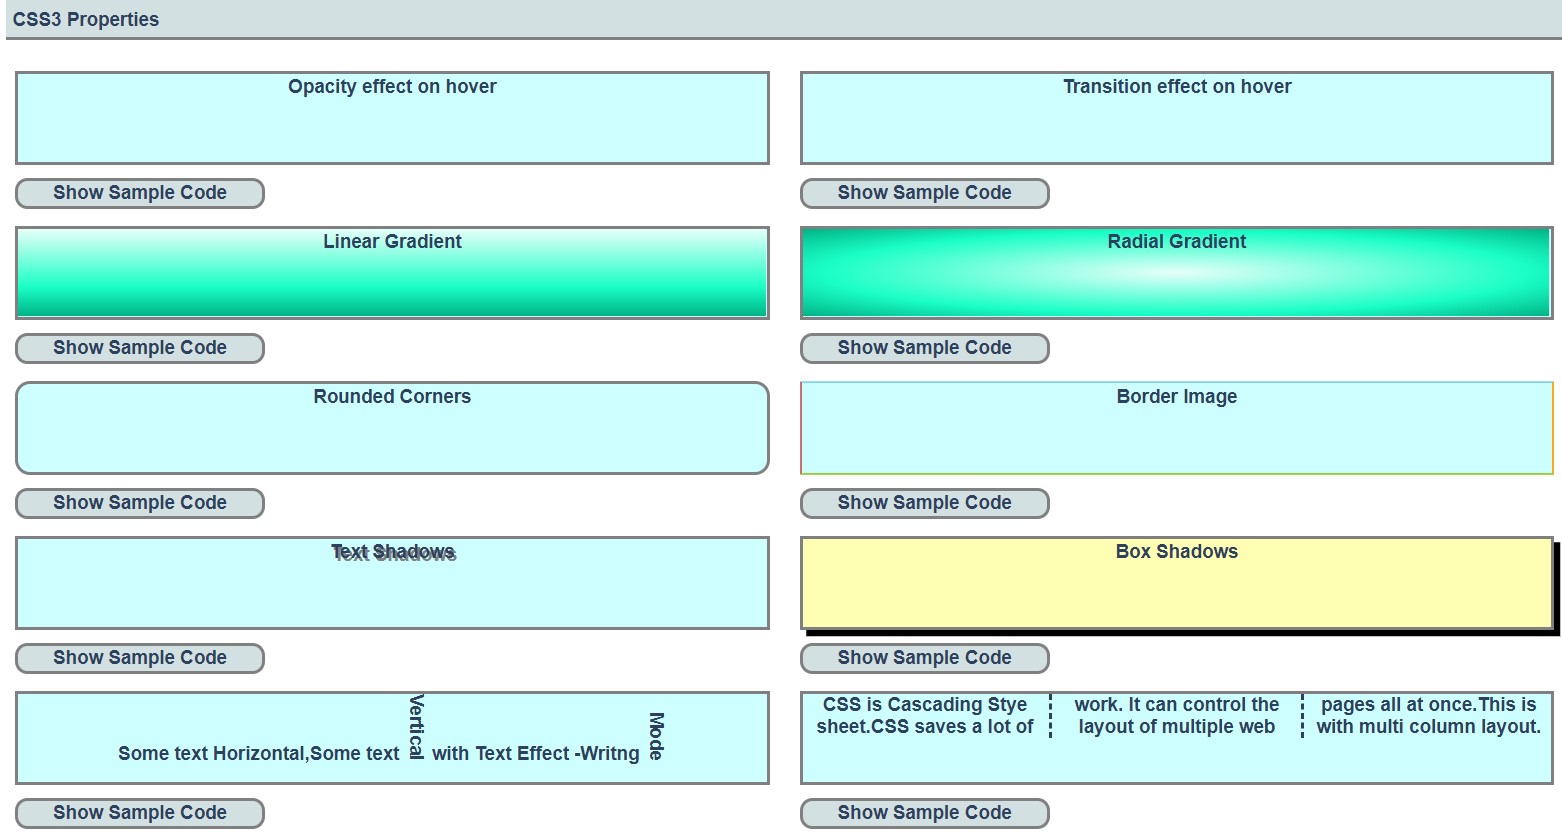 CSS3 Properties
Opacity effect on hover
Transition effect on hover
Show Sample Code
Show Sample Code
Linear Gradient
Radial Gradient
Show Sample Code
Show Sample Code
Rounded Corners
Border Image
Show Sample Code
Show Sample Code
Text Shadows
Box Shadows
Show Sample Code
Show Sample Code
Some text Horizontal,Some text Vertical with Text Effect -Writng Mode
CSS is Cascading Stye
sheet.CSS saves a lot of
work. It can control the
layout of multiple web
pages all at once.This is
with multi column layout.
Show Sample Code
Show Sample Code